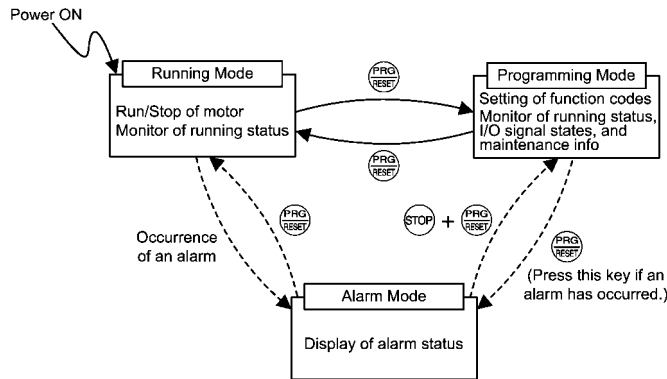 Power ON
Running Mode
Run/Stop of motor
Monitor of running status
PRG
RESET
PRG
RESET
Programming Mode
Setting of function codes
Monitor of running status,
I/O signal states, and
maintenance info
Occurrence
of an alarm
PRG
RESET
STOP + PRG
RESET
PRG
RESET
(Press this key if an
alarm has occurred.)
Alarm Mode
Display of alarm status